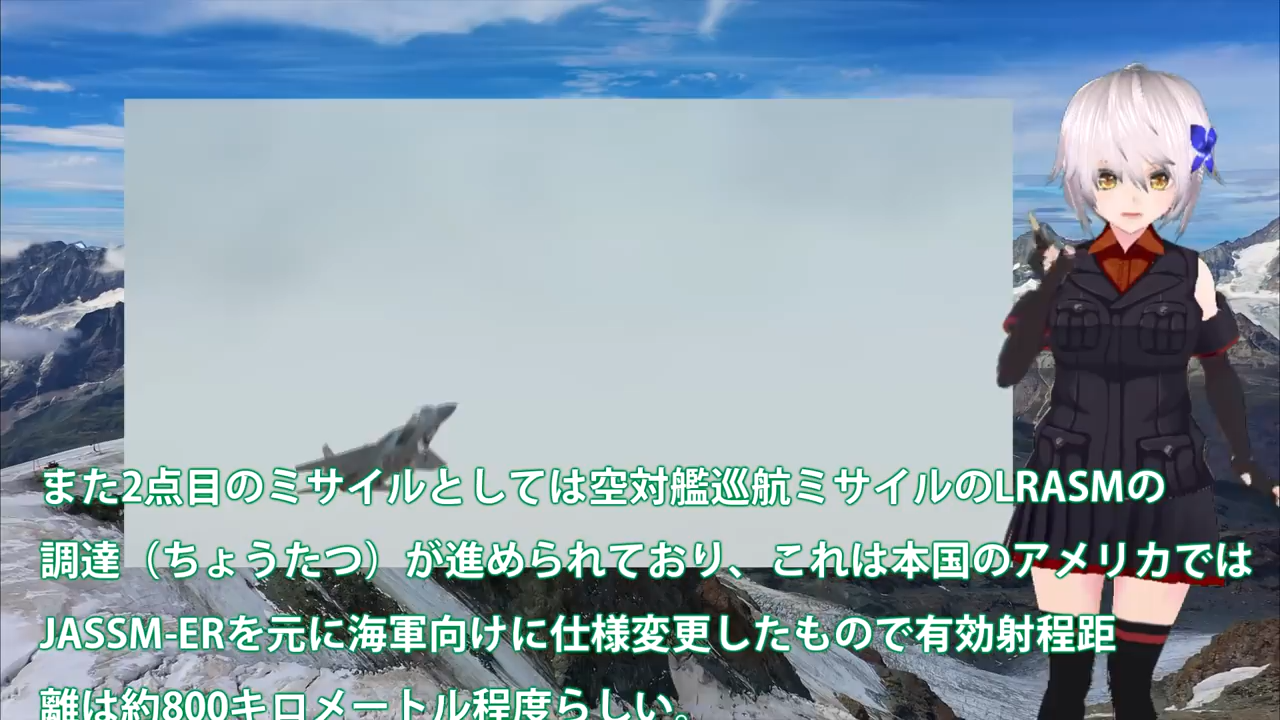 また2点目のミサイルとしては空対艦巡航ミサイルのLRASMの
調達（ちょうたつ）が進められており、これは本国のアメリカでは
JASSM-ERを元に海軍向けに仕様変更したもので有効射程距
離は約800キロメートル程度らしい。